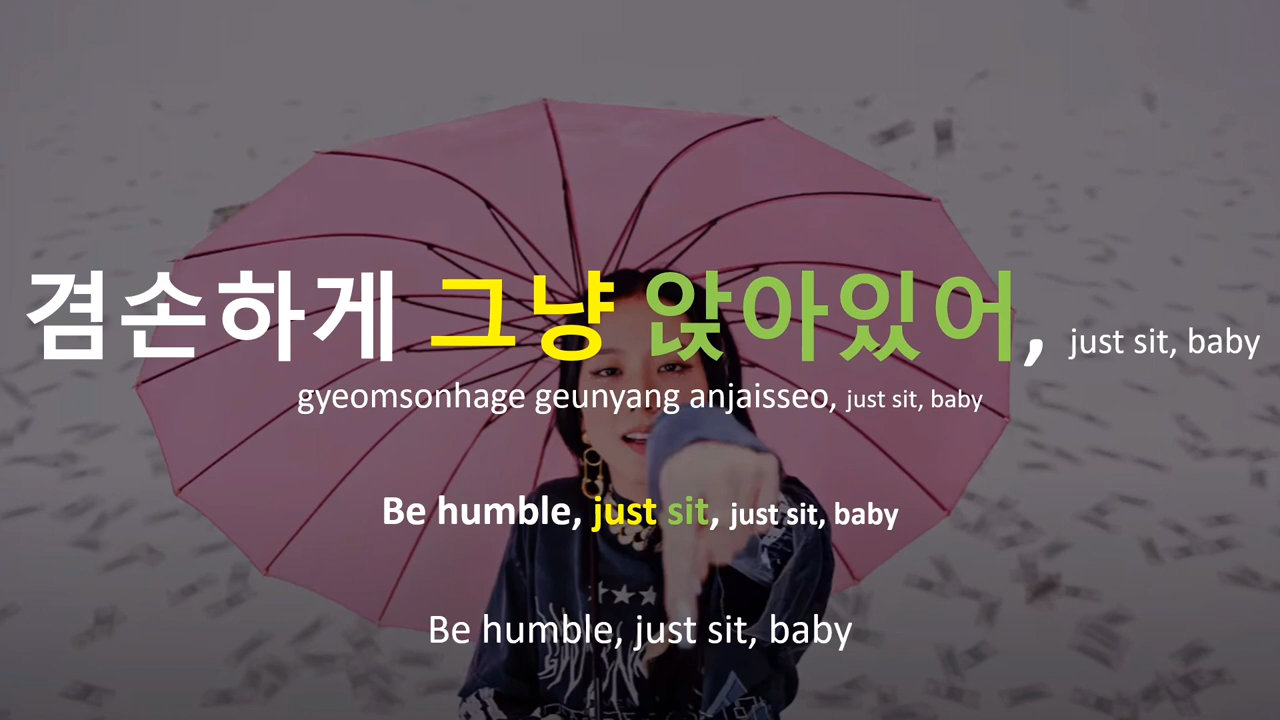 겸손하게 그냥 앉아있어, just sit, baby
gyeomsonhage geunyang anjaisseo, just sit, baby
Be humble, just sit, just sit, baby
Be humble, just sit, baby